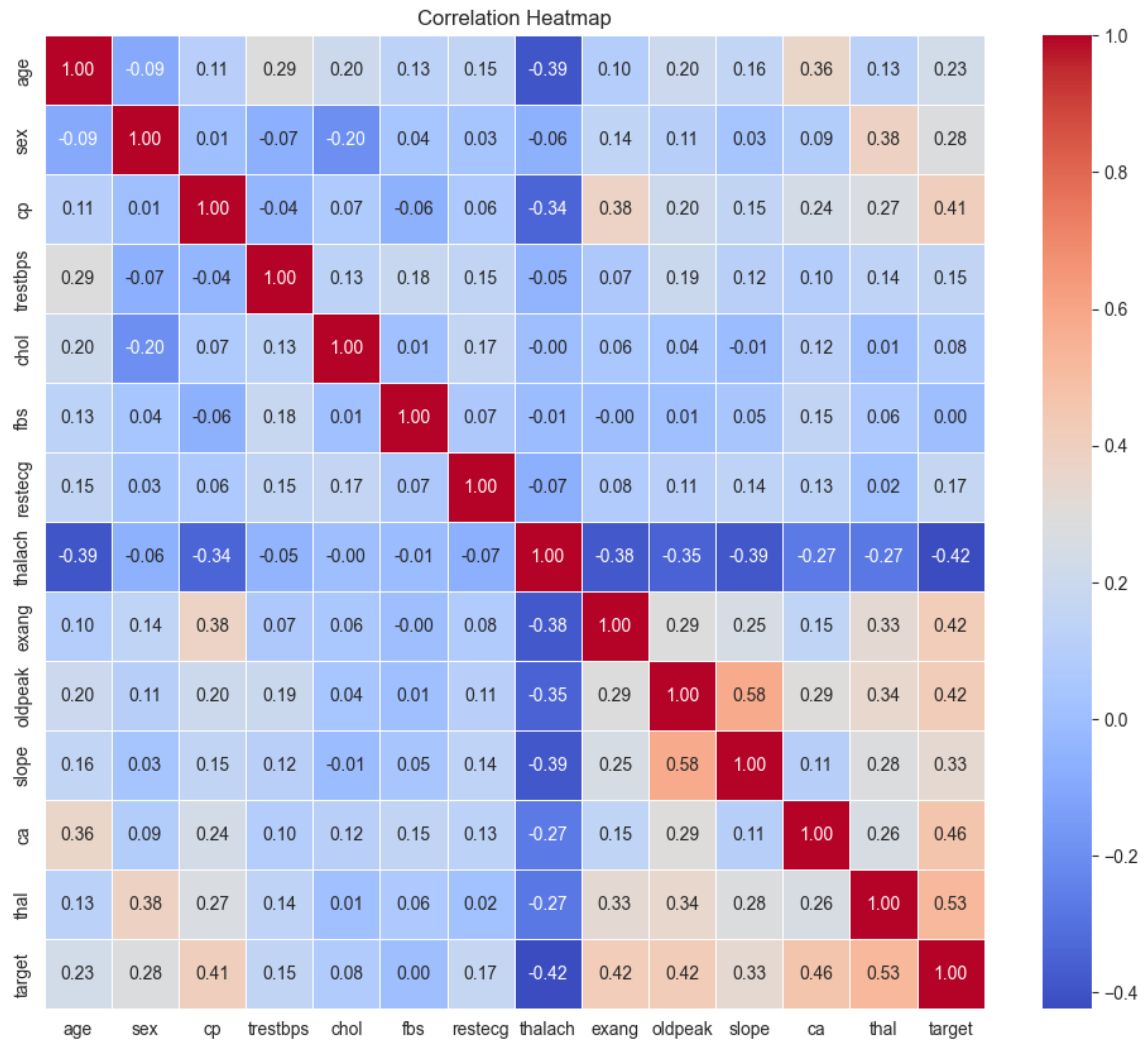 Correlation Heatmap
age 1.00 -0.09 0.11 0.29 0.20 0.13 0.15 -0.39 0.10 0.20 0.16 0.36 0.13 0.23
sex -0.09 1.00 0.01 -0.07 -0.20 0.04 0.03 -0.06 0.14 0.11 0.03 0.09 0.38 0.28
cp 0.11 0.01 1.00 -0.04 0.07 -0.06 0.06 -0.34 0.38 0.20 0.15 0.24 0.27 0.41
trestbps 0.29 -0.07 -0.04 1.00 0.13 0.18 0.15 -0.05 0.07 0.19 0.12 0.10 0.14 0.15
chol 0.20 -0.20 0.07 0.13 1.00 0.01 0.17 -0.00 0.06 0.04 -0.01 0.12 0.01 0.08
fbs 0.13 0.04 -0.06 0.18 0.01 1.00 0.07 -0.01 -0.00 0.01 0.05 0.15 0.06 0.00
restecg 0.15 0.03 0.06 0.15 0.17 0.07 1.00 -0.07 0.08 0.11 0.14 0.13 0.02 0.17
thalach -0.39 -0.06 -0.34 -0.05 -0.00 -0.01 -0.07 1.00 -0.38 -0.35 -0.39 -0.27 -0.27 -0.42
exang 0.10 0.14 0.38 0.07 0.06 -0.00 0.08 -0.38 1.00 0.29 0.25 0.15 0.33 0.42
oldpeak 0.20 0.11 0.20 0.19 0.04 0.01 0.11 -0.35 0.29 1.00 0.58 0.29 0.34 0.42
slope 0.16 0.03 0.15 0.12 -0.01 0.05 0.14 -0.39 0.25 0.58 1.00 0.11 0.28 0.33
ca 0.36 0.09 0.24 0.10 0.12 0.15 0.13 -0.27 0.15 0.29 0.11 1.00 0.26 0.46
thal 0.13 0.38 0.27 0.14 0.01 0.06 0.02 -0.27 0.33 0.34 0.28 0.26 1.00 0.53
target 0.23 0.28 0.41 0.15 0.08 0.00 0.17 -0.42 0.42 0.42 0.33 0.46 0.53 1.00
age sex cp trestbps chol fbs restecg thalach exang oldpeak slope ca thal target
1.0
0.8
0.6
0.4
0.2
0.0
−0.2
−0.4